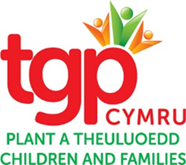 tgp
CYMRU
PLANT A THEULUOEDD
CHILDREN AND FAMILIES